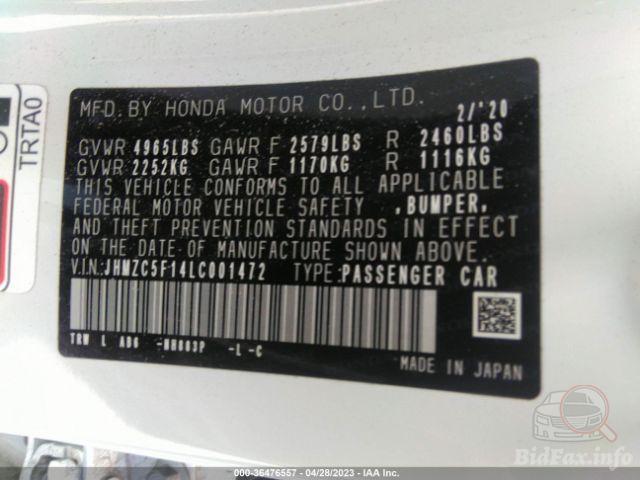 TRTA0
MFD.BY HONDA MOTOR CO.,LTD. 2/'20
GVWR 4965LBS GAWR F 2579LBS R 2460LBS
GVWR 2252KG GAWR F 1170KG R 1116KG
THIS VEHICLE CONFORMS TO ALL APPLICABLE
FEDERAL MOTOR VEHICLE SAFETY ,BUMPER,
AND THEFT PREVENTION STANDARDS IN EFFECT
ON THE DATE OF MANUFACTURE SHOWN ABOVE.
V.I.N:JHMZC5F14LC001472 TYPE:PASSENGER CAR
TRW L AB6 -NH883P -L -C
MADE IN JAPAN
BidFax.info
000-36476557 - 04/28/2023 - IAA Inc.